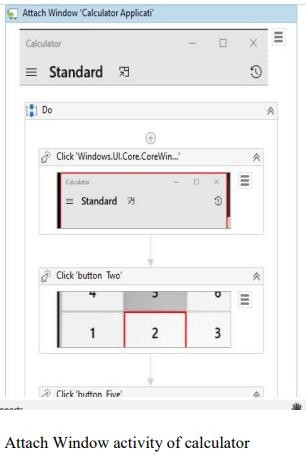 Attach Window 'Calculator Applicati'
Calculator
Standard
Do
Click 'Windows.UI.Core.CoreWin...'
Calculator
Standard
Click 'button Two'
4 5 6
1 2 3
Click 'button Five'
Attach Window activity of calculator